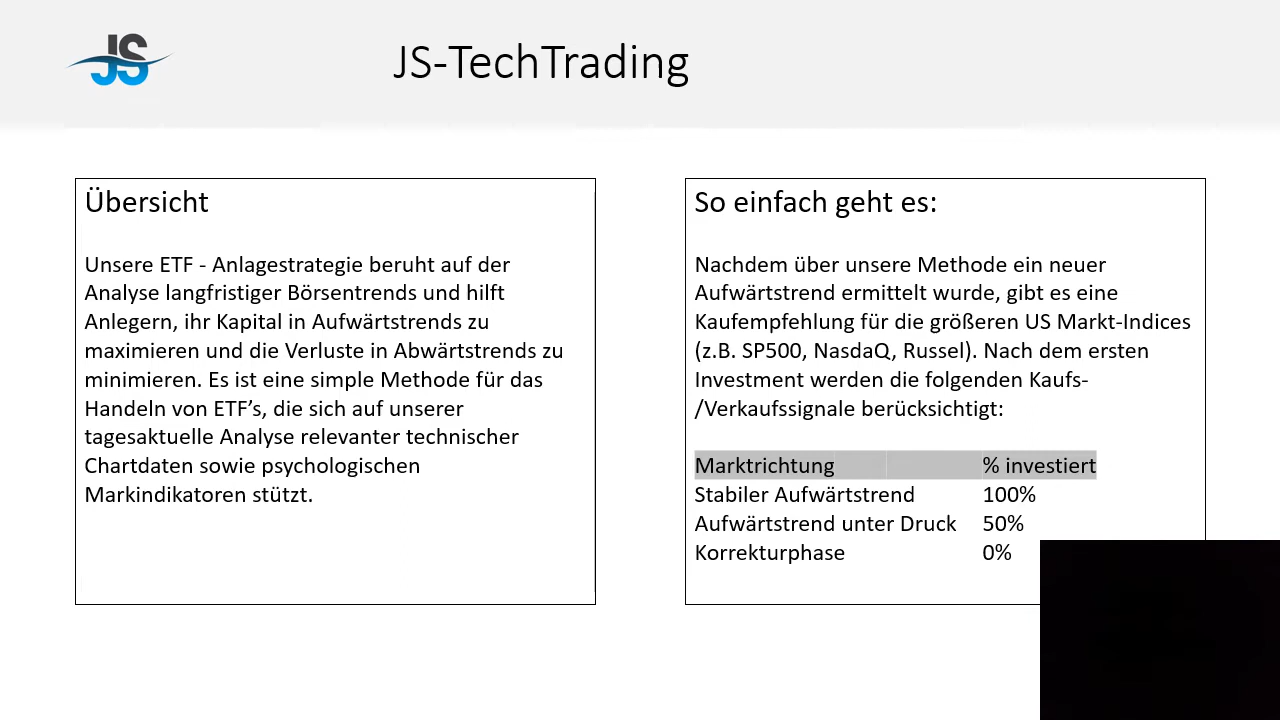 JS
JS-TechTrading
Übersicht
Unsere ETF - Anlagestrategie beruht auf der
Analyse langfristiger Börsentrends und hilft
Anlegern, ihr Kapital in Aufwärtstrends zu
maximieren und die Verluste in Abwärtstrends zu
minimieren. Es ist eine simple Methode für das
Handeln von ETF’s, die sich auf unserer
tagesaktuelle Analyse relevanter technischer
Chartdaten sowie psychologischen
Markindikatoren stützt.
So einfach geht es:
Nachdem über unsere Methode ein neuer
Aufwärtstrend ermittelt wurde, gibt es eine
Kaufempfehlung für die größeren US Markt-Indices
(z.B. SP500, NasdaQ, Russel). Nach dem ersten
Investment werden die folgenden Kaufs-
/Verkaufssignale berücksichtigt:
Marktrichtung % investiert
Stabiler Aufwärtstrend 100%
Aufwärtstrend unter Druck 50%
Korrekturphase 0%